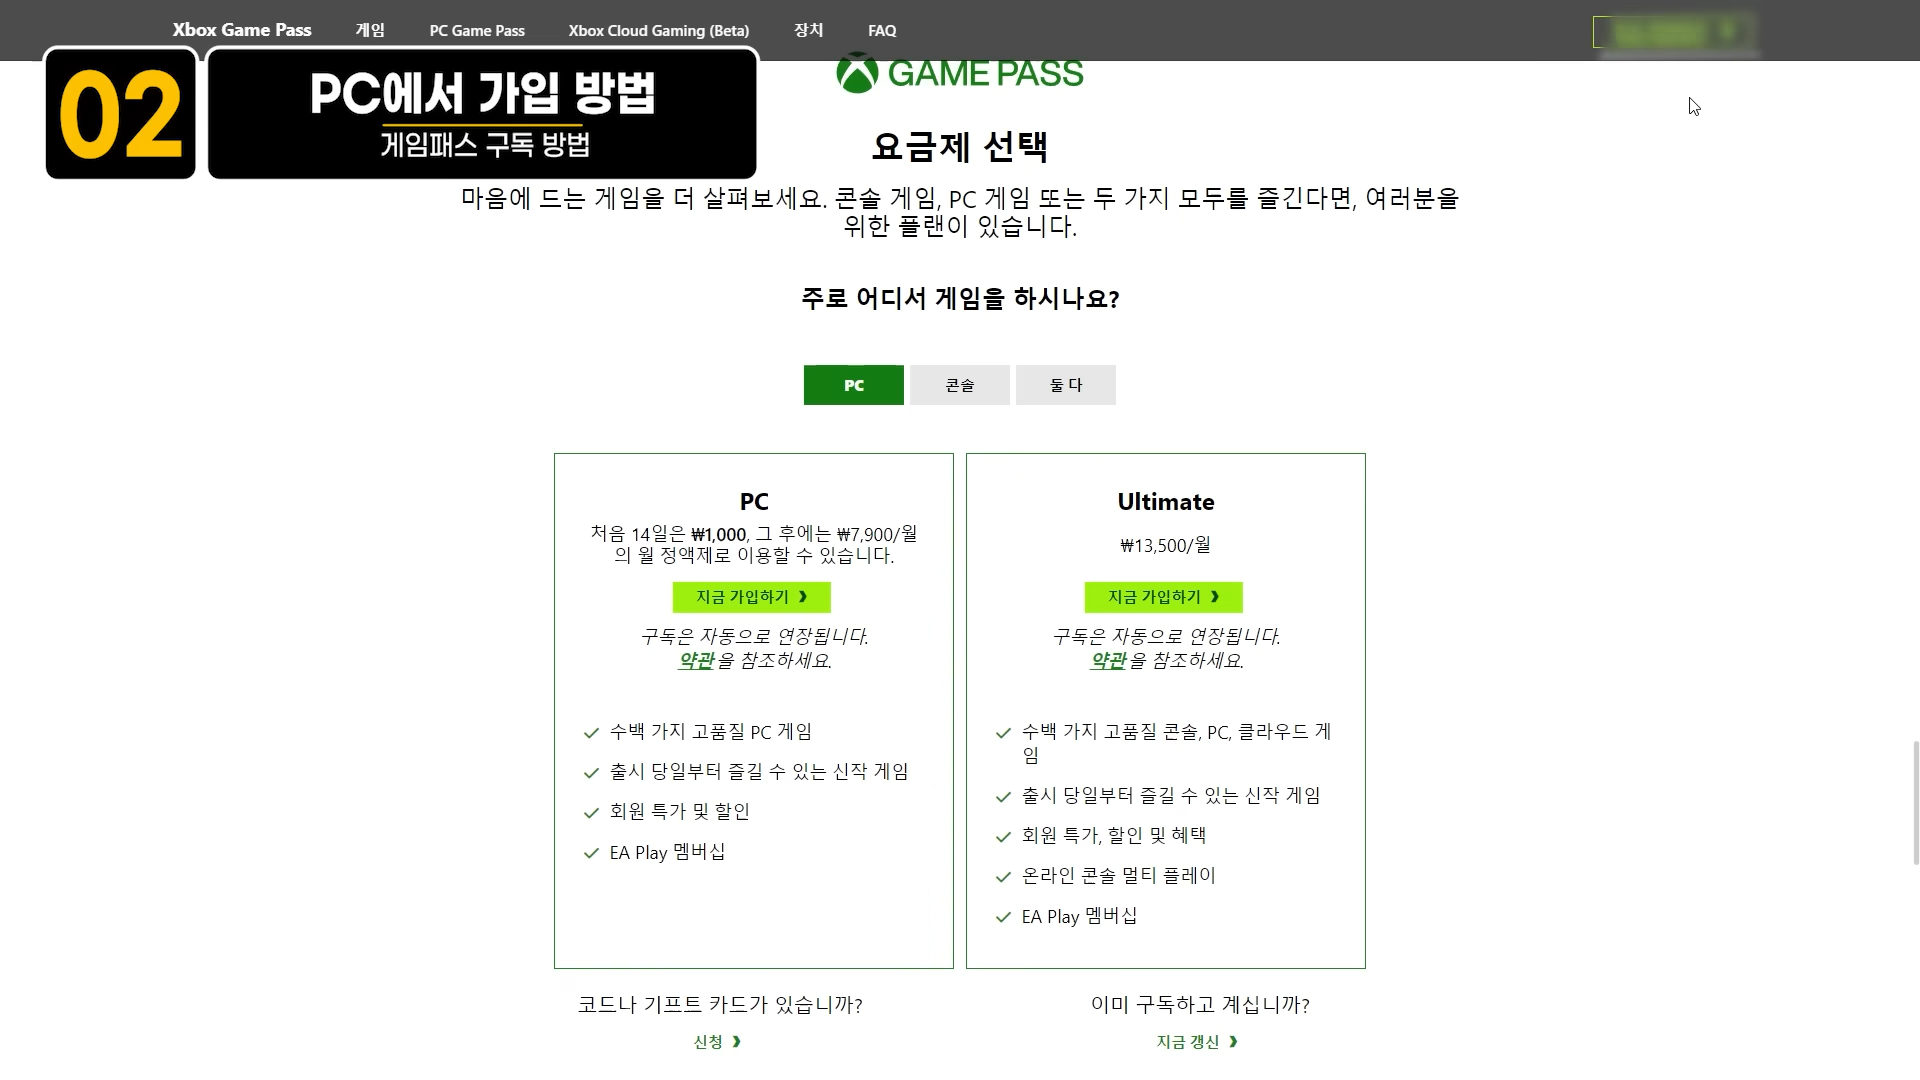 Xbox Game Pass 게임 PC Game Pass Xbox Cloud Gaming (Beta) 장치 FAQ
02
PC에서 가입 방법
게임패스 구독 방법
GAME PASS
요금제 선택
마음에 드는 게임을 더 살펴보세요. 콘솔 게임, PC 게임 또는 두 가지 모두를 즐긴다면, 여러분을
위한 플랜이 있습니다.
주로 어디서 게임을 하시나요?
PC 콘솔 둘 다
PC
처음 14일은 ₩1,000, 그 후에는 ₩7,900/월
의 월 정액제로 이용할 수 있습니다.
지금 가입하기
구독은 자동으로 연장됩니다.
약관을 참조하세요.
수백 가지 고품질 PC 게임
출시 당일부터 즐길 수 있는 신작 게임
회원 특가 및 할인
EA Play 멤버십
Ultimate
₩13,500/월
지금 가입하기
구독은 자동으로 연장됩니다.
약관을 참조하세요.
수백 가지 고품질 콘솔, PC, 클라우드 게
임
출시 당일부터 즐길 수 있는 신작 게임
회원 특가, 할인 및 혜택
온라인 콘솔 멀티 플레이
EA Play 멤버십
코드나 기프트 카드가 있습니까?
신청
이미 구독하고 계십니까?
지금 갱신